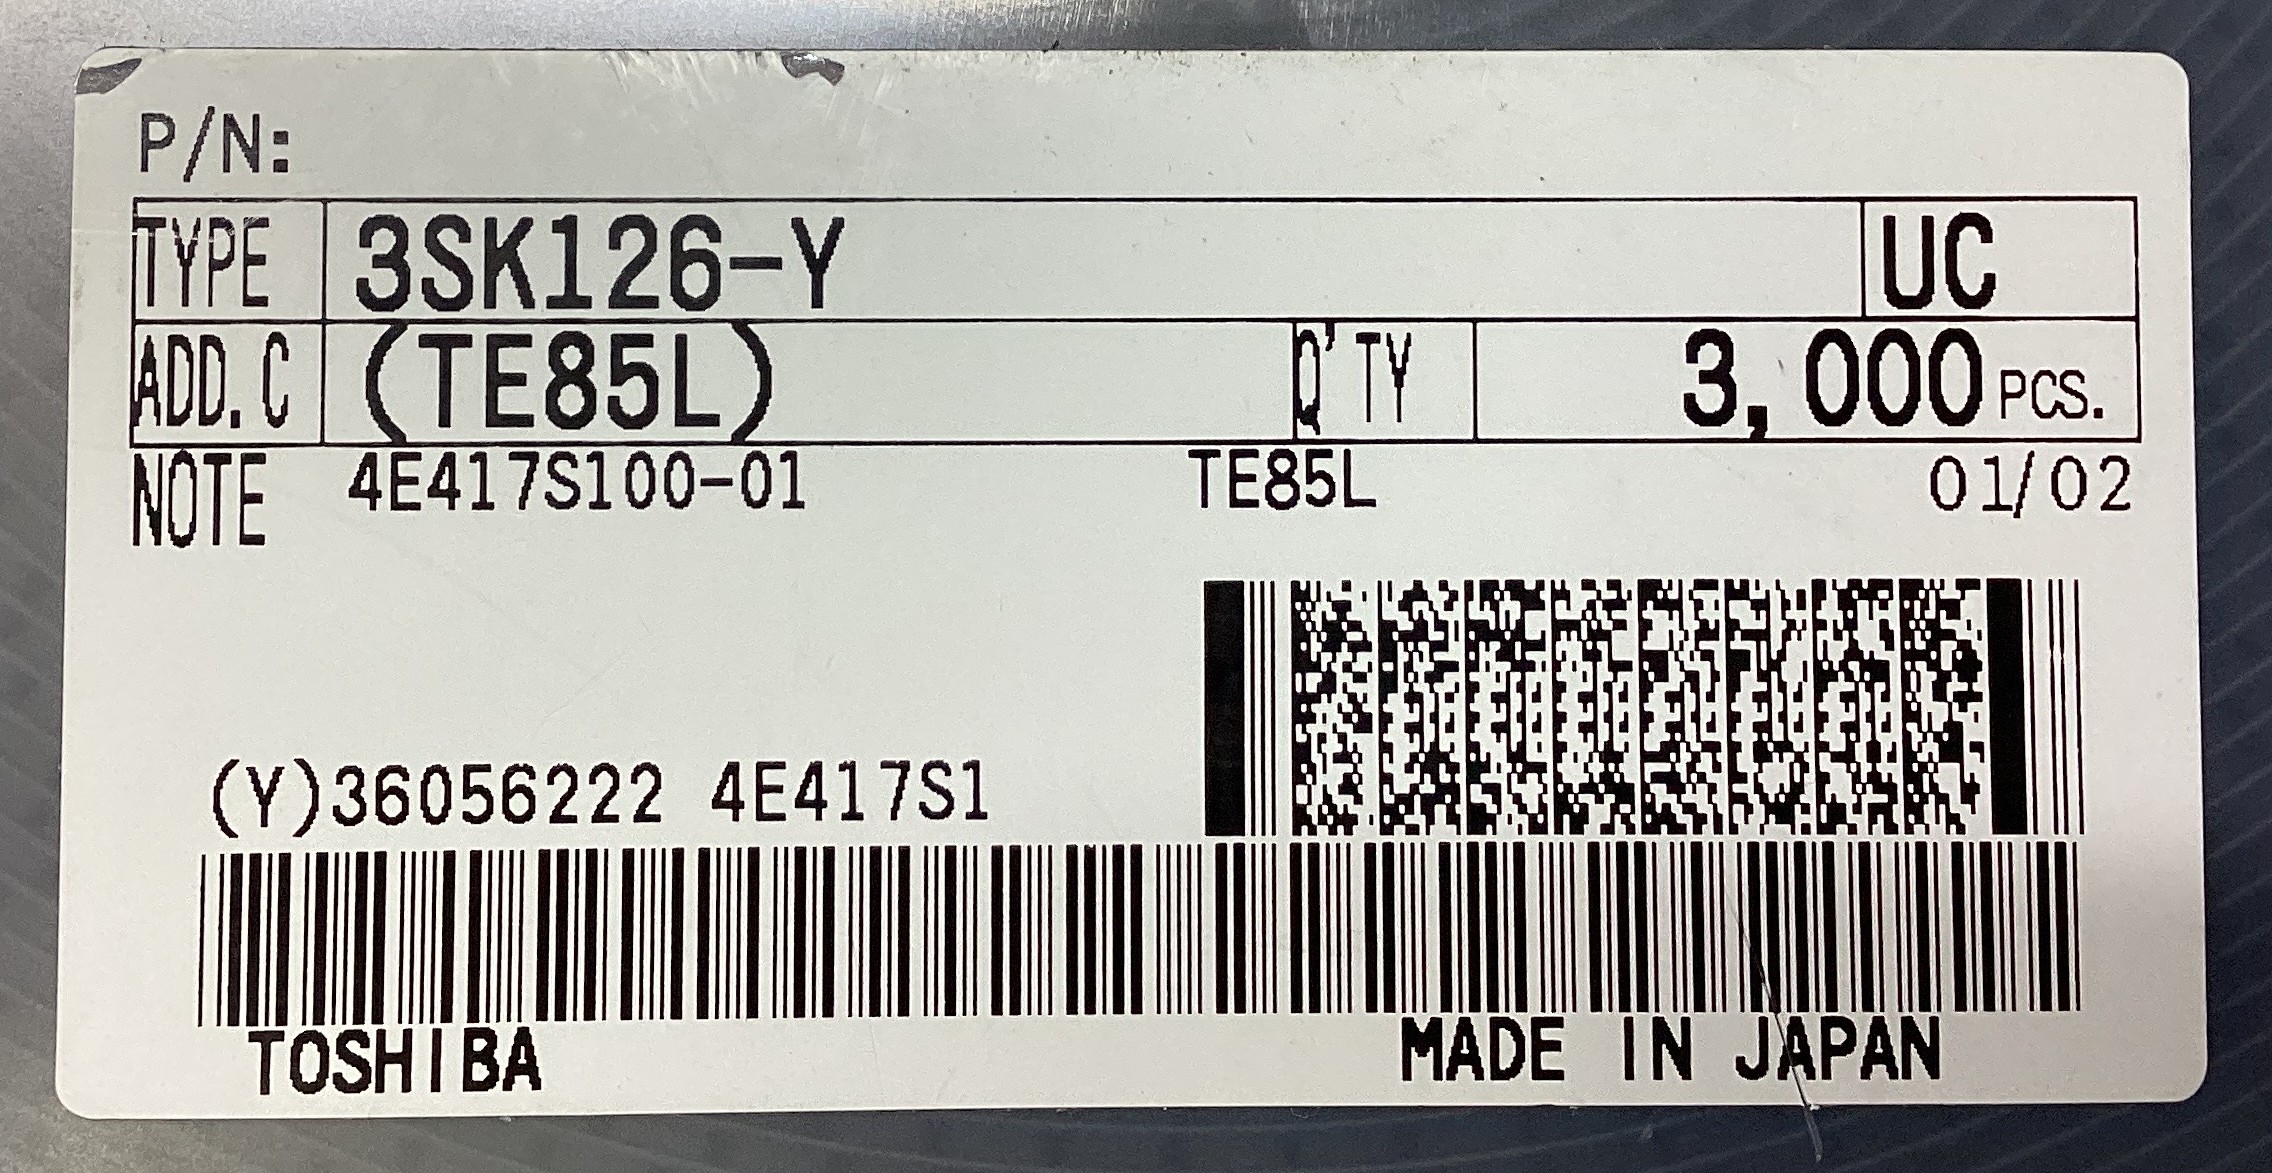 P/N:
TYPE 3SK126-Y UC
ADD.C (TE85L) Q'TY 3,000 PCS.
NOTE 4E417S100-01 TE85L 01/02
(Y)36056222 4E417S1
TOSHIBA MADE IN JAPAN